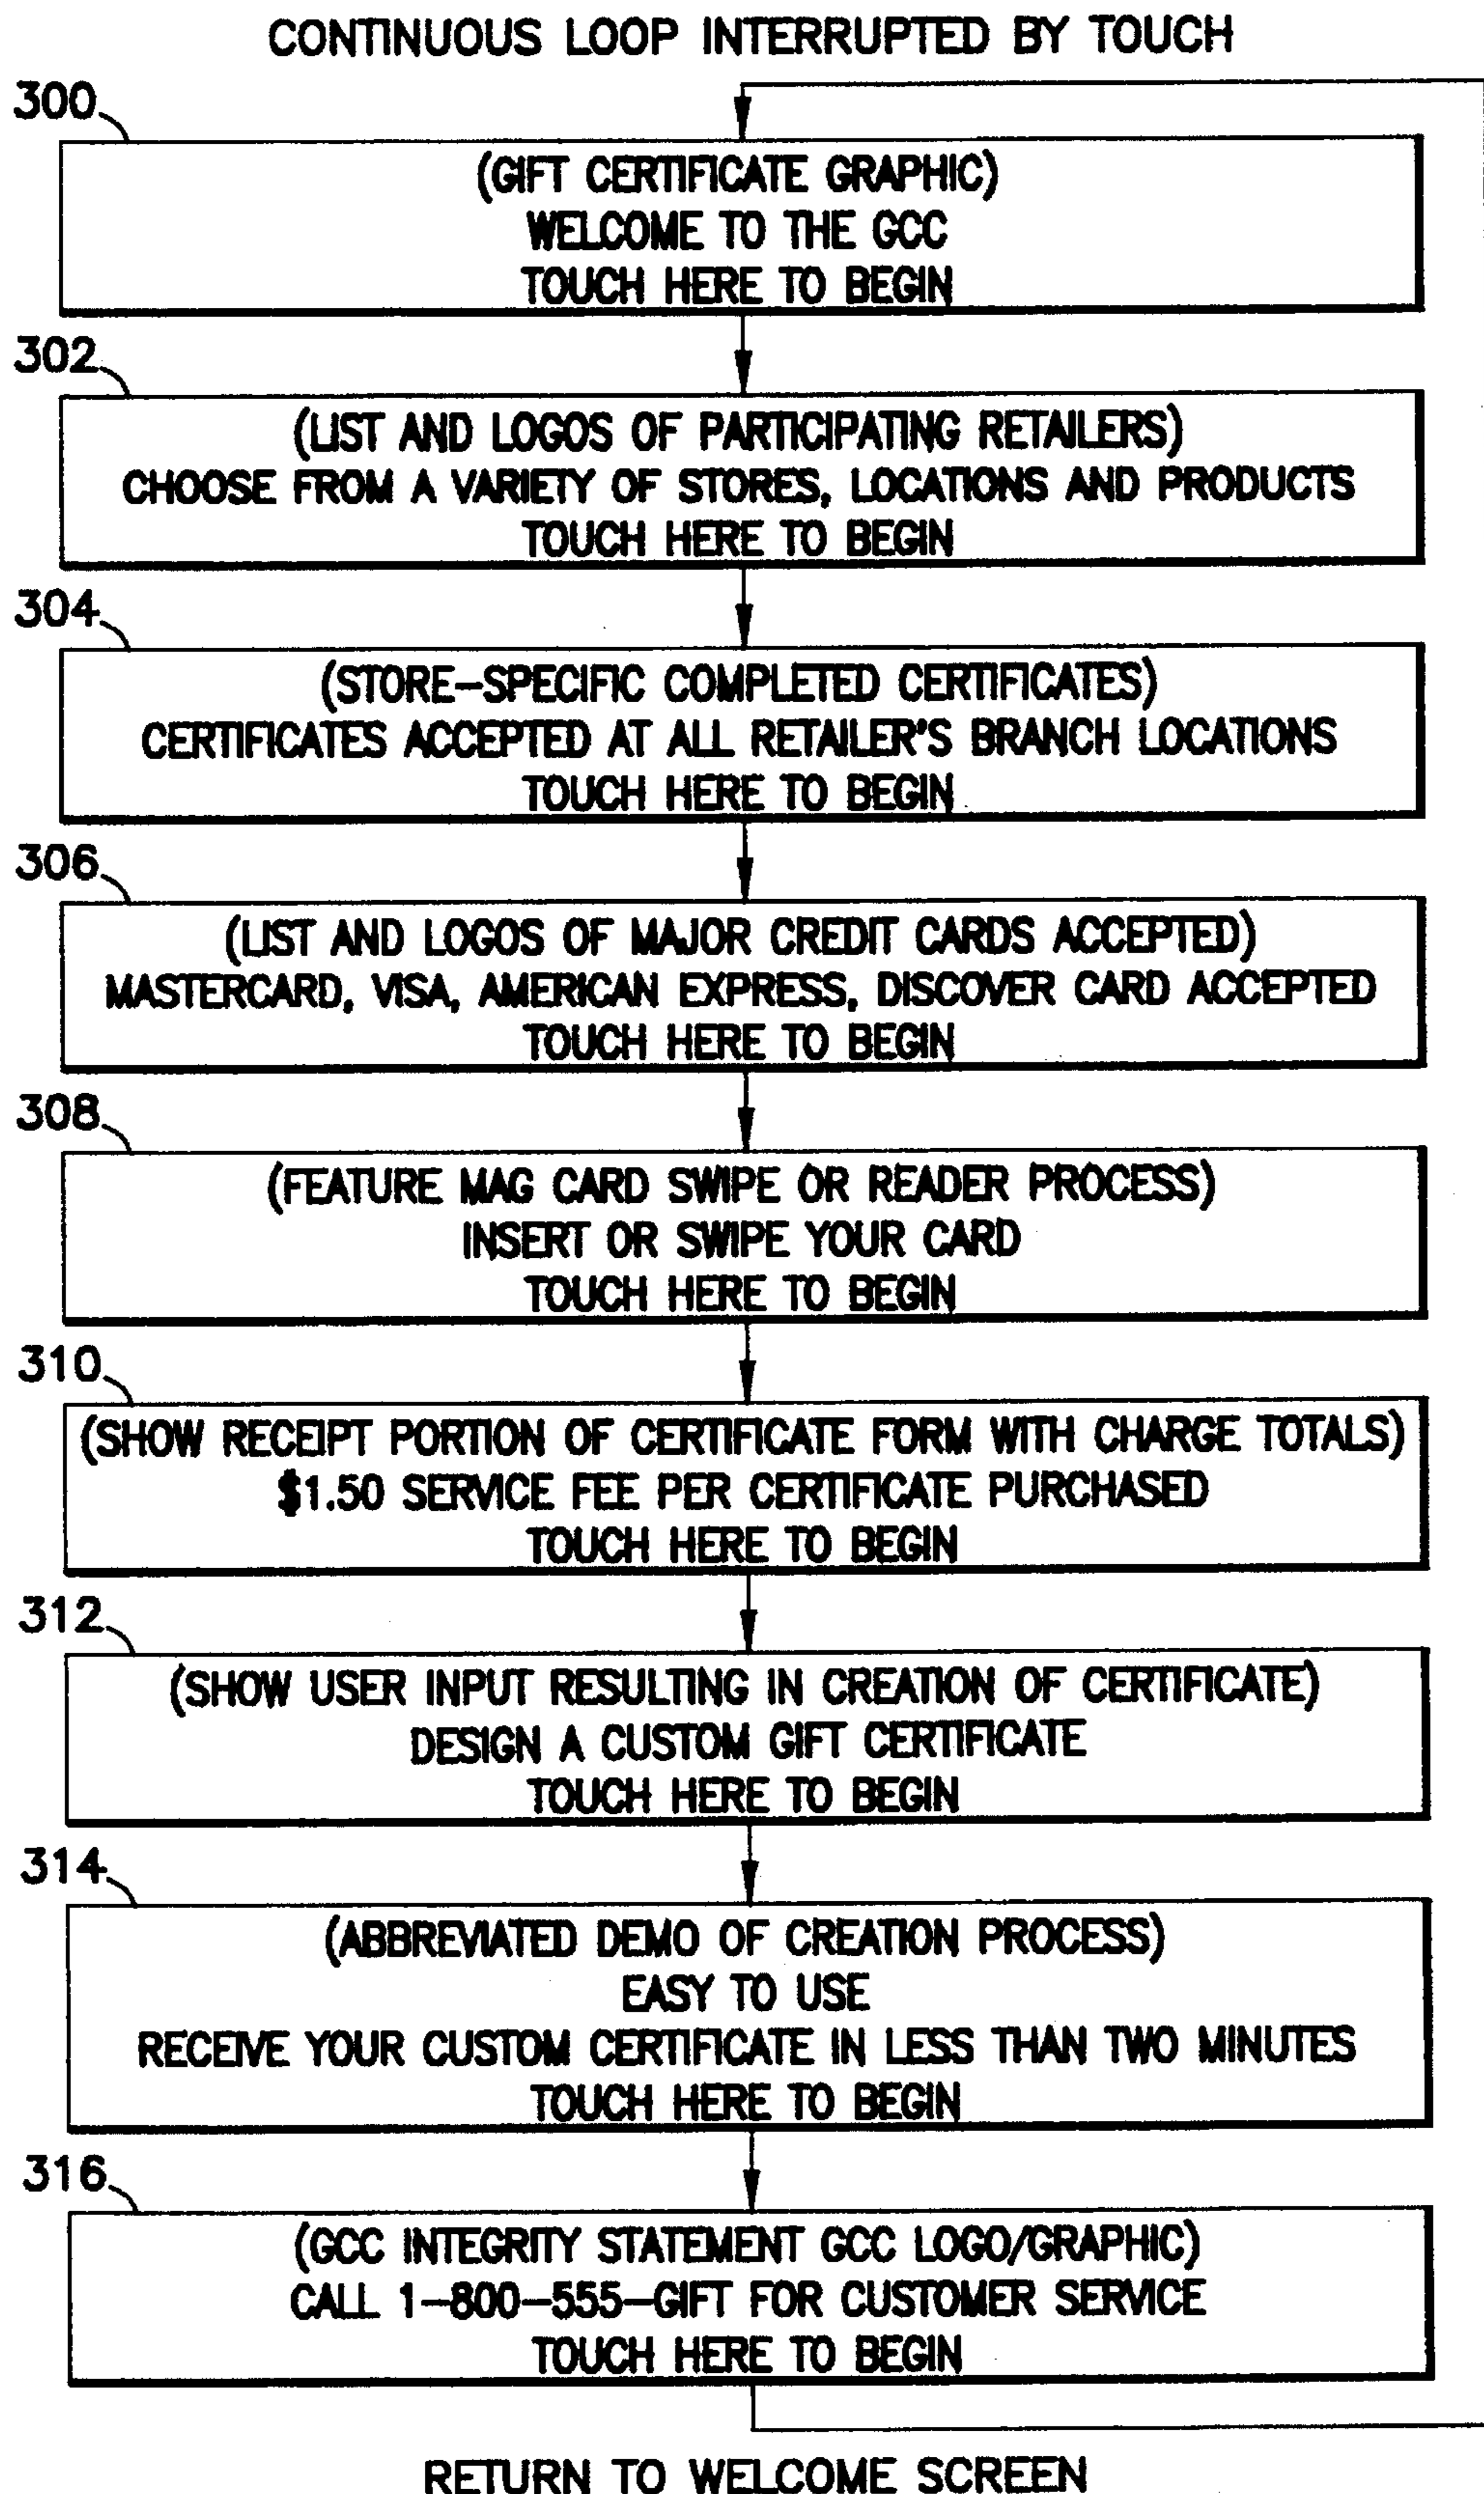 CONTINUOUS LOOP INTERRUPTED BY TOUCH
300
(GIFT CERTIFICATE GRAPHIC)
WELCOME TO THE GCC
TOUCH HERE TO BEGIN
302
(LIST AND LOGOS OF PARTICIPATING RETAILERS)
CHOOSE FROM A VARIETY OF STORES, LOCATIONS AND PRODUCTS
TOUCH HERE TO BEGIN
304
(STORE-SPECIFIC COMPLETED CERTIFICATES)
CERTIFICATES ACCEPTED AT ALL RETAILER'S BRANCH LOCATIONS
TOUCH HERE TO BEGIN
306
(LIST AND LOGOS OF MAJOR CREDIT CARDS ACCEPTED)
MASTERCARD, VISA, AMERICAN EXPRESS, DISCOVER CARD ACCEPTED
TOUCH HERE TO BEGIN
308
(FEATURE MAG CARD SWIPE OR READER PROCESS)
INSERT OR SWIPE YOUR CARD
TOUCH HERE TO BEGIN
310
(SHOW RECEIPT PORTION OF CERTIFICATE FORM WITH CHARGE TOTALS)
$1.50 SERVICE FEE PER CERTIFICATE PURCHASED
TOUCH HERE TO BEGIN
312
(SHOW USER INPUT RESULTING IN CREATION OF CERTIFICATE)
DESIGN A CUSTOM GIFT CERTIFICATE
TOUCH HERE TO BEGIN
314
(ABBREVIATED DEMO OF CREATION PROCESS)
EASY TO USE
RECEIVE YOUR CUSTOM CERTIFICATE IN LESS THAN TWO MINUTES
TOUCH HERE TO BEGIN
316
(GCC INTEGRITY STATEMENT GCC LOGO/GRAPHIC)
CALL 1-800-555-GIFT FOR CUSTOMER SERVICE
TOUCH HERE TO BEGIN
RETURN TO WELCOME SCREEN